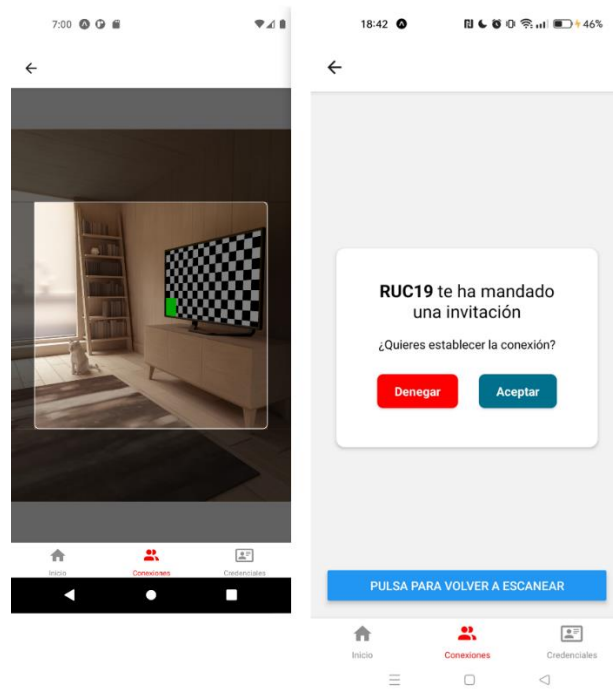 7:00
Inicio
Conexiones
Credenciales
18:42
46%
RUC19 te ha mandado
una invitación
¿Quieres establecer la conexión?
Denegar
Aceptar
PULSA PARA VOLVER A ESCANEAR
Inicio
Conexiones
Credenciales